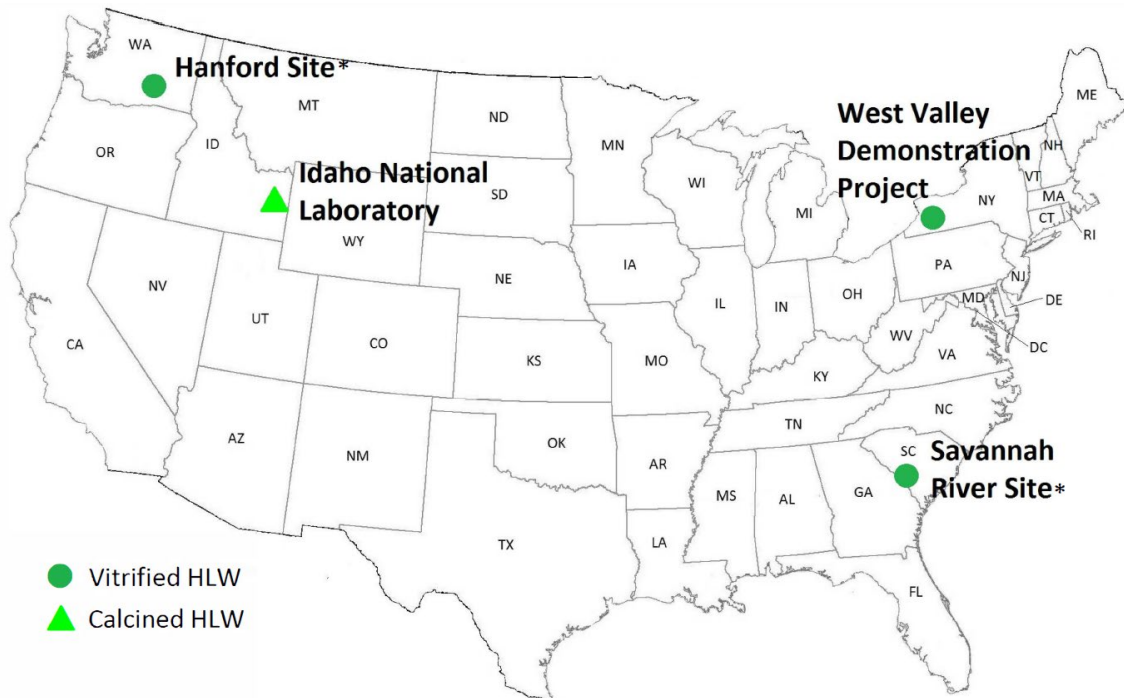 WA
Hanford Site*
MT
ND
MN
ME
OR
ID
Idaho National
Laboratory
SD
WI
MI
West Valley
Demonstration
Project
VT
NH
NY
MA
CT
RI
WY
NE
IA
PA
NJ
NV
UT
CO
IL
IN
OH
MD
DE
DC
WV
VA
CA
KS
MO
KY
AZ
NM
OK
AR
TN
NC
SC
Savannah
River Site*
MS
AL
GA
TX
LA
FL
Vitrified HLW
Calcined HLW